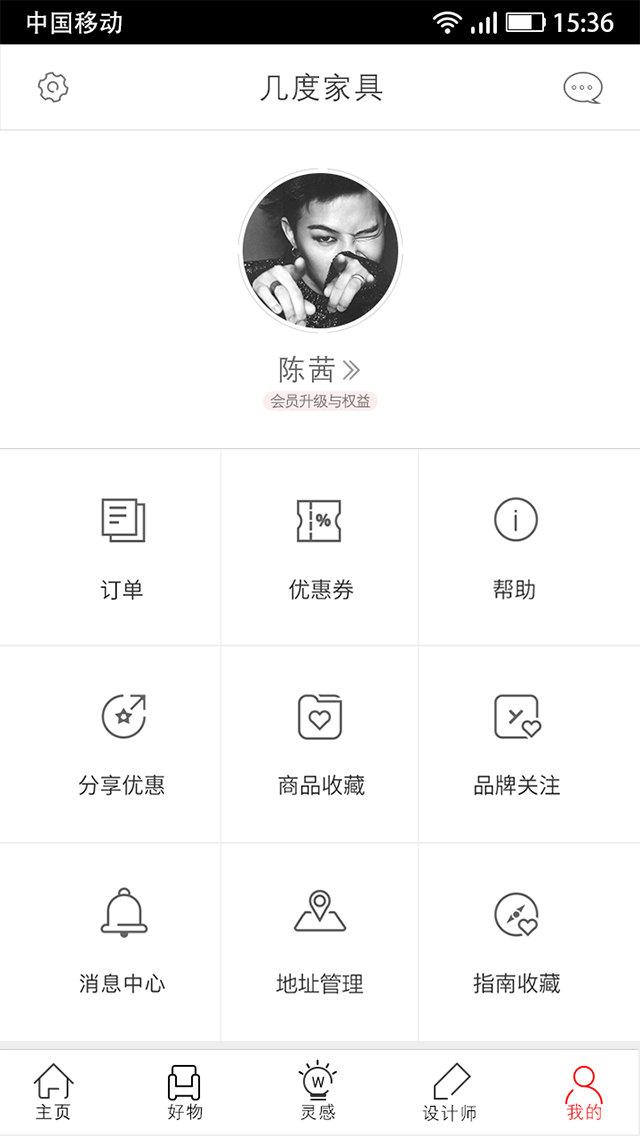 中国移动 15:36
几度家具
陈茜
会员升级与权益
%
订单 优惠券 帮助
分享优惠 商品收藏 品牌关注
消息中心 地址管理 指南收藏
W
主页 好物 灵感 设计师 我的